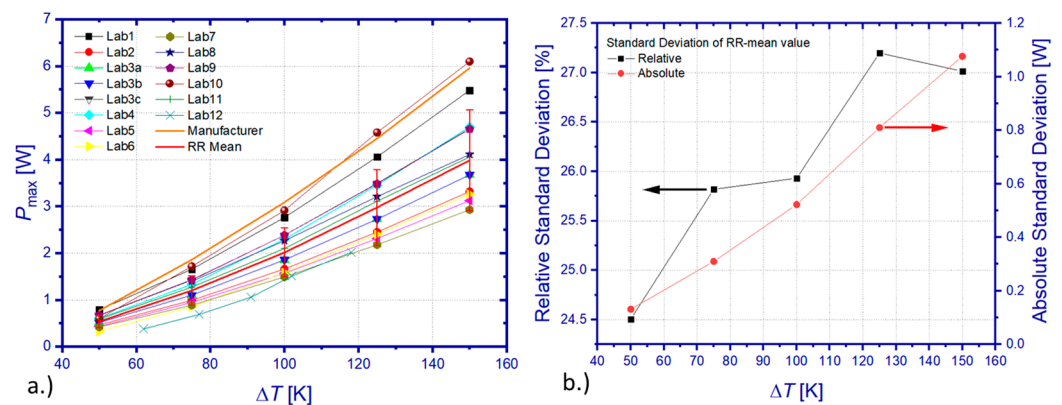 7
6
5
4
3
2
1
0
P_max [W]
Lab1
Lab2
Lab3a
Lab3b
Lab3c
Lab4
Lab5
Lab6
Lab7
Lab8
Lab9
Lab10
Lab11
Lab12
Manufacturer
RR Mean
40 60 80 100 120 140 160
ΔT [K]
a.)
27.5
27.0
26.5
26.0
25.5
25.0
24.5
Relative Standard Deviation [%]
Standard Deviation of RR-mean value
Relative
Absolute
1.2
1.0
0.8
0.6
0.4
0.2
0.0
Absolute Standard Deviation [W]
40 50 60 70 80 90 100 110 120 130 140 150 160
ΔT [K]
b.)